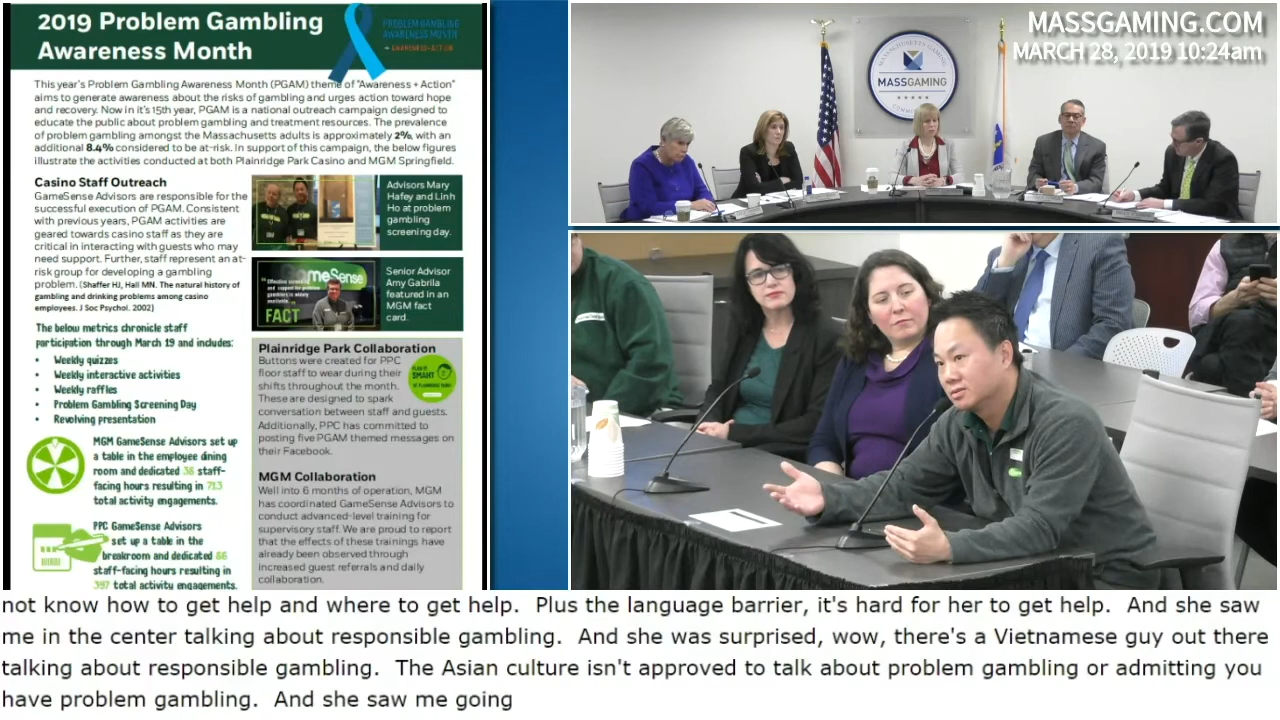 2019 Problem Gambling
Awareness Month
PROBLEM GAMBLING
AWARENESS MONTH
AWARENESS+ACTION
This year's Problem Gambling Awareness Month (PGAM) theme of "Awareness + Action"
aims to generate awareness about the risks of gambling and urges action toward hope
and recovery. Now in it's 15th year, PGAM is a national outreach campaign designed to
educate the public about problem gambling and treatment resources. The prevalence
of problem gambling amongst the Massachusetts adults is approximately 2%, with an
additional 8.4% considered to be at-risk. In support of this campaign, the below figures
illustrate the activities conducted at both Plainridge Park Casino and MGM Springfield.
Casino Staff Outreach
GameSense Advisors are responsible for the
successful execution of PGAM. Consistent
with previous years, PGAM activities are
geared towards casino staff as they are
critical in interacting with guests who may
need support. Further, staff represent an at-
risk group for developing a gambling
problem. (Shaffer HJ, Hall MN. The natural history of
gambling and drinking problems among casino
employees. J Soc Psychol. 2002)
The below metrics chronicle staff
participation through March 19 and includes:
• Weekly quizzes
• Weekly interactive activities
• Weekly raffles
• Problem Gambling Screening Day
• Revolving presentation
MGM GameSense Advisors set up
a table in the employee dining
room and dedicated 38 staff-
facing hours resulting in 713
total activity engagements.
PPC GameSense Advisors
set up a table in the
breakroom and dedicated 86
staff-facing hours resulting in
397 total activity engagements.
Advisors Mary
Hafey and Linh
Ho at problem
gambling
screening day.
GameSense
FACT
Senior Advisor
Amy Gabrila
featured in an
MGM fact
card.
Plainridge Park Collaboration
Buttons were created for PPC
floor staff to wear during their
shifts throughout the month.
These are designed to spark
conversation between staff and guests.
Additionally, PPC has committed to
posting five PGAM themed messages on
their Facebook.
PLAY IT
SMART
AT PLAINRIDGE PARK
MGM Collaboration
Well into 6 months of operation, MGM
has coordinated GameSense Advisors to
conduct advanced-level training for
supervisory staff. We are proud to report
that the effects of these trainings have
already been observed through
increased guest referrals and daily
collaboration.
MASSGAMING.COM
MARCH 28, 2019 10:24am
MASSACHUSETTS GAMING
MASSGAMING
not know how to get help and where to get help. Plus the language barrier, it's hard for her to get help. And she saw
me in the center talking about responsible gambling. And she was surprised, wow, there's a Vietnamese guy out there
talking about responsible gambling. The Asian culture isn't approved to talk about problem gambling or admitting you
have problem gambling. And she saw me going